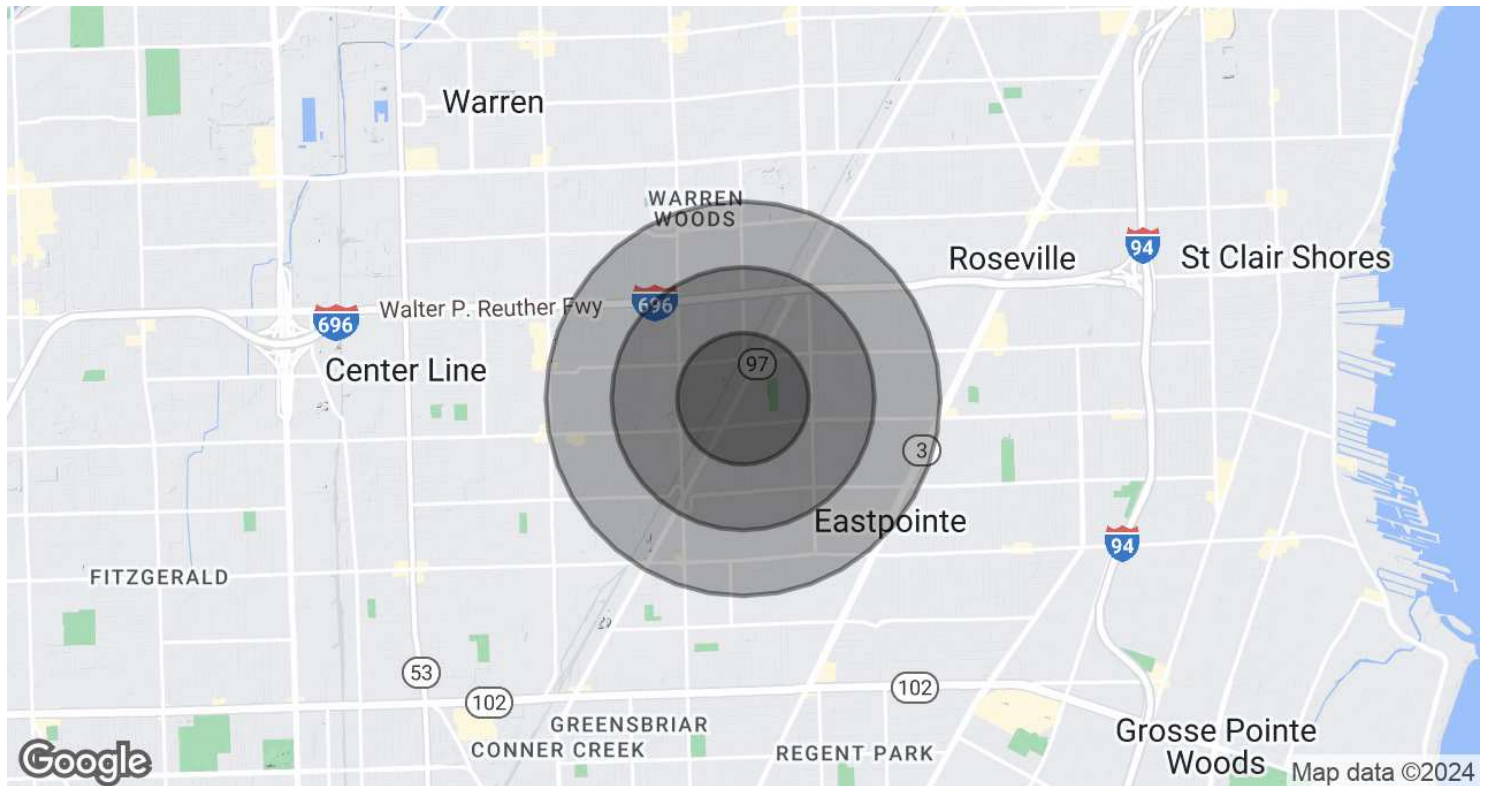 Warren
WARREN
WOODS
94
Roseville
St Clair Shores
696
Walter P. Reuther Fwy
696
Center Line
97
3
Eastpointe
94
FITZGERALD
53
102
102
GREENSBRIAR
CONNER CREEK
REGENT PARK
Grosse Pointe
Woods
Google
Map data ©2024